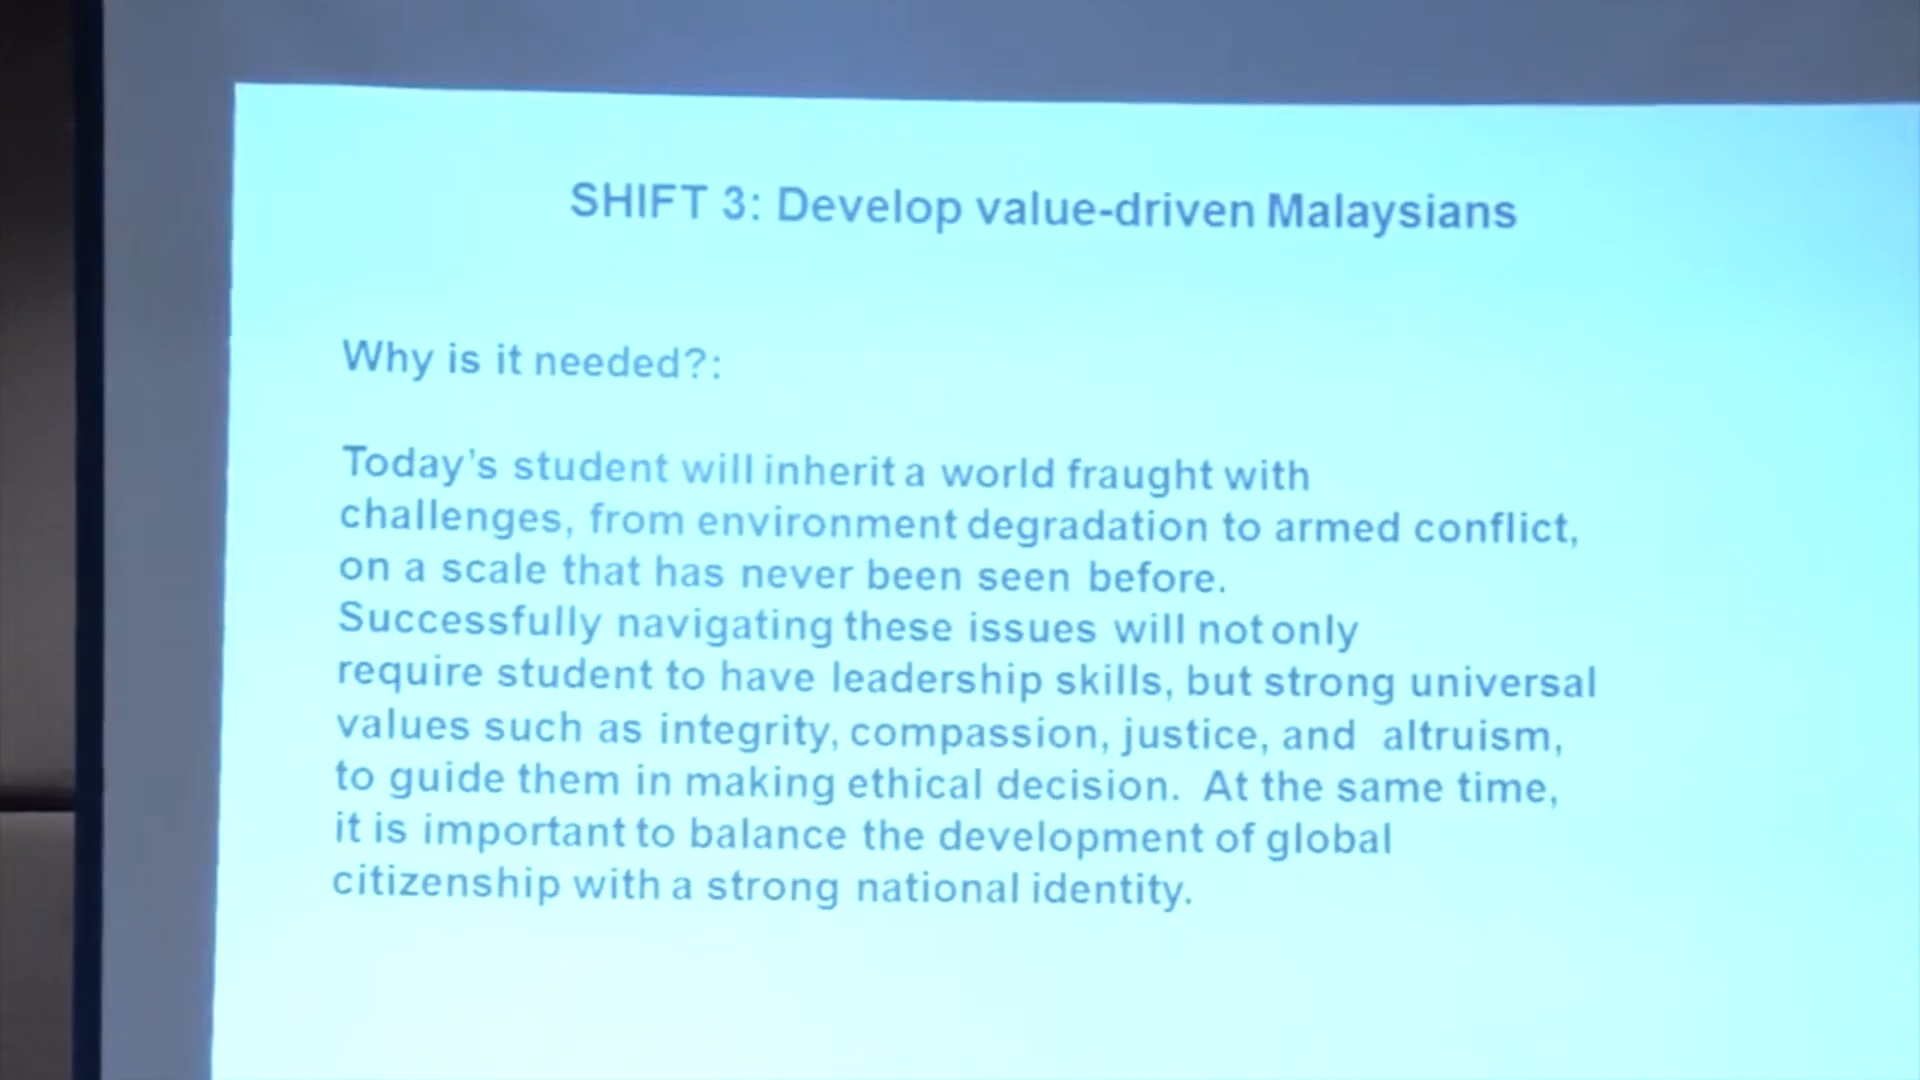 SHIFT 3: Develop value-driven Malaysians
Why is it needed?:
Today's student will inherit a world fraught with
challenges, from environment degradation to armed conflict,
on a scale that has never been seen before.
Successfully navigating these issues will not only
require student to have leadership skills, but strong universal
values such as integrity, compassion, justice, and altruism,
to guide them in making ethical decision. At the same time,
it is important to balance the development of global
citizenship with a strong national identity.